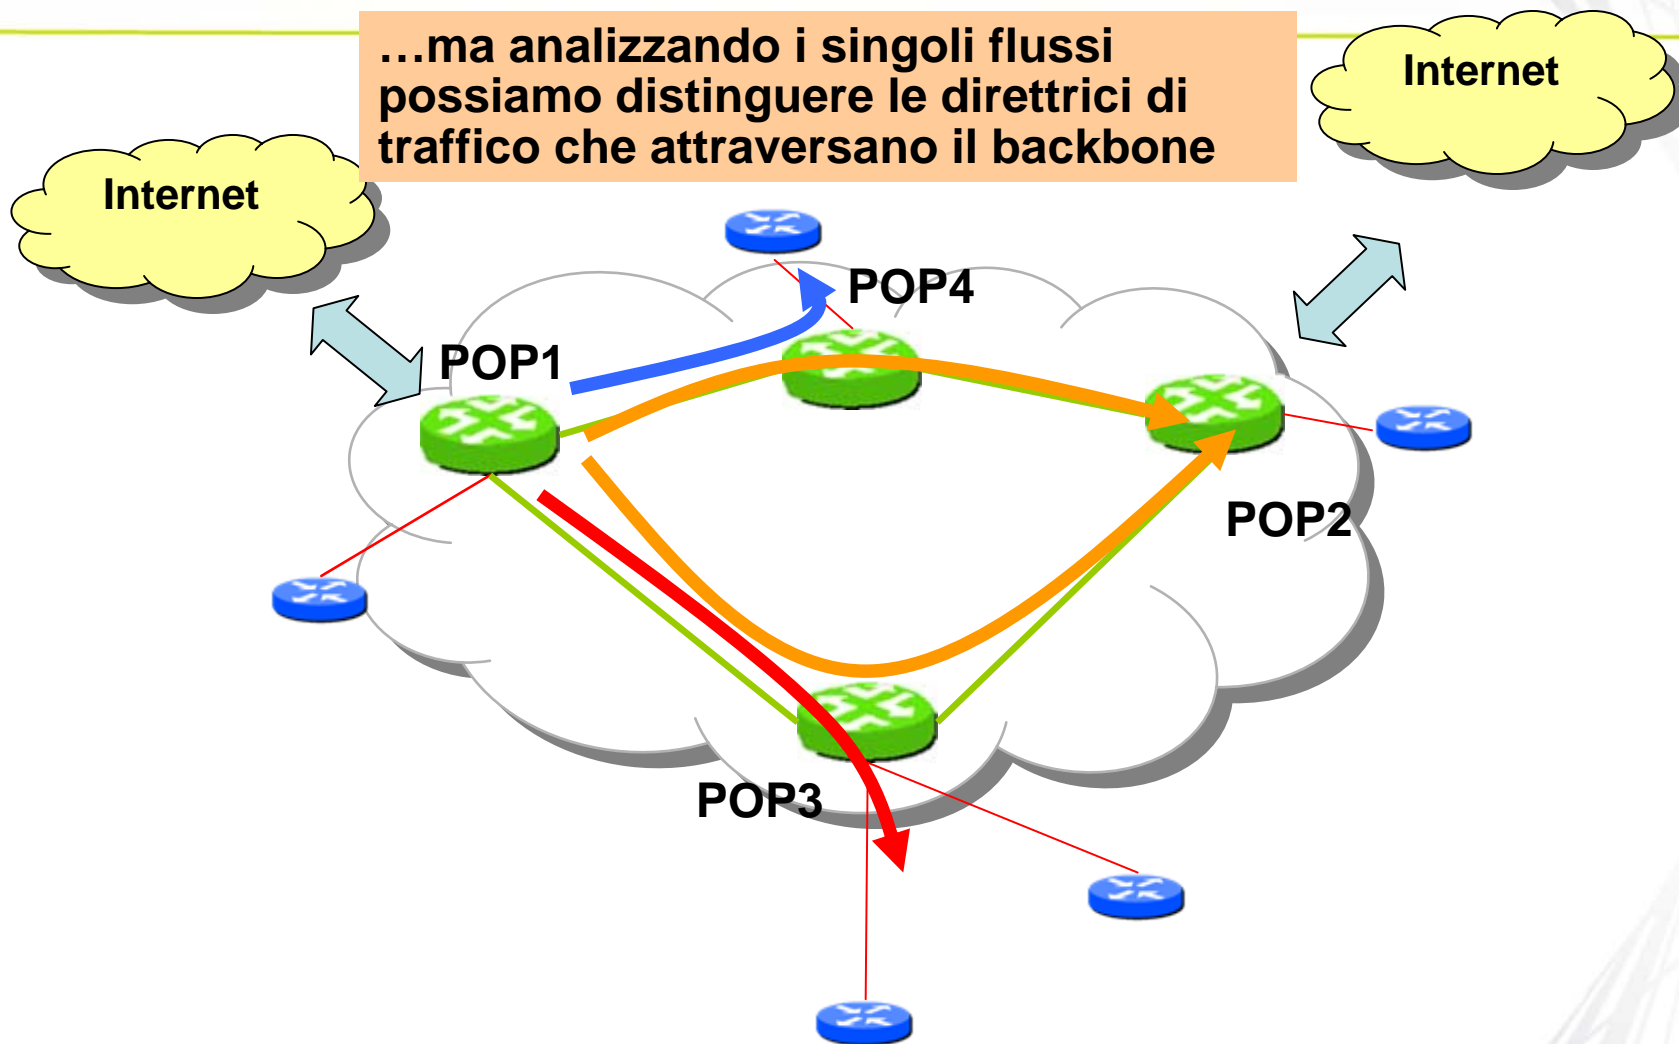 …ma analizzando i singoli flussi
possiamo distinguere le direttrici di
traffico che attraversano il backbone
Internet
Internet
POP4
POP1
POP2
POP3